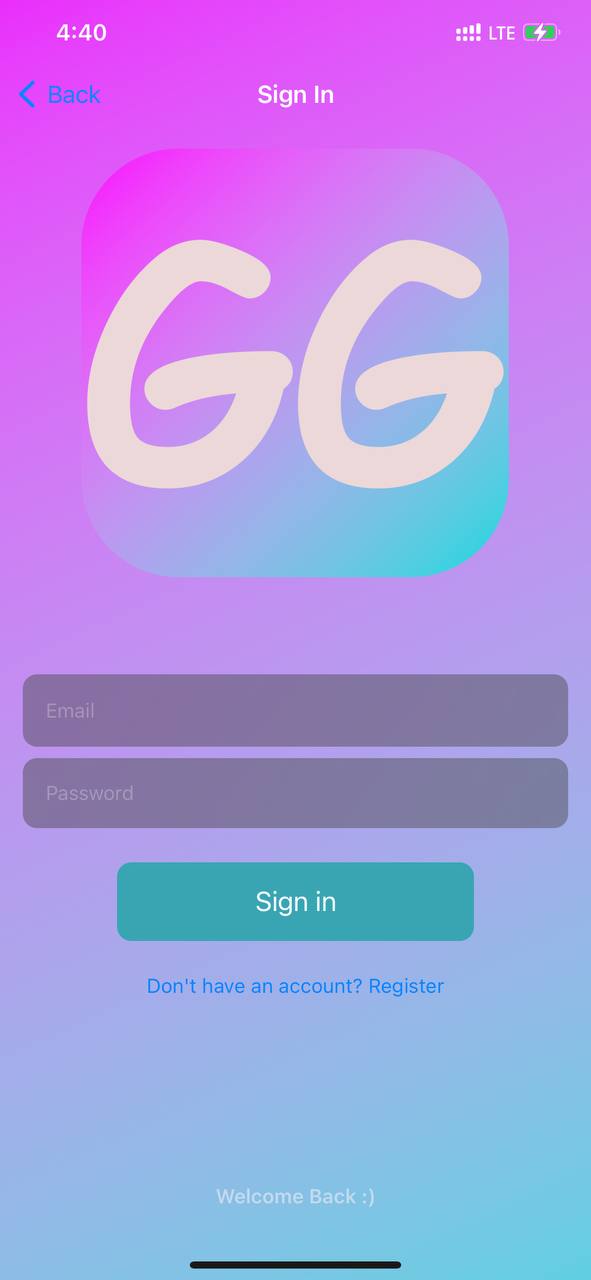 4:40 LTE
Back Sign In
GG
Email
Password
Sign in
Don't have an account? Register
Welcome Back :)